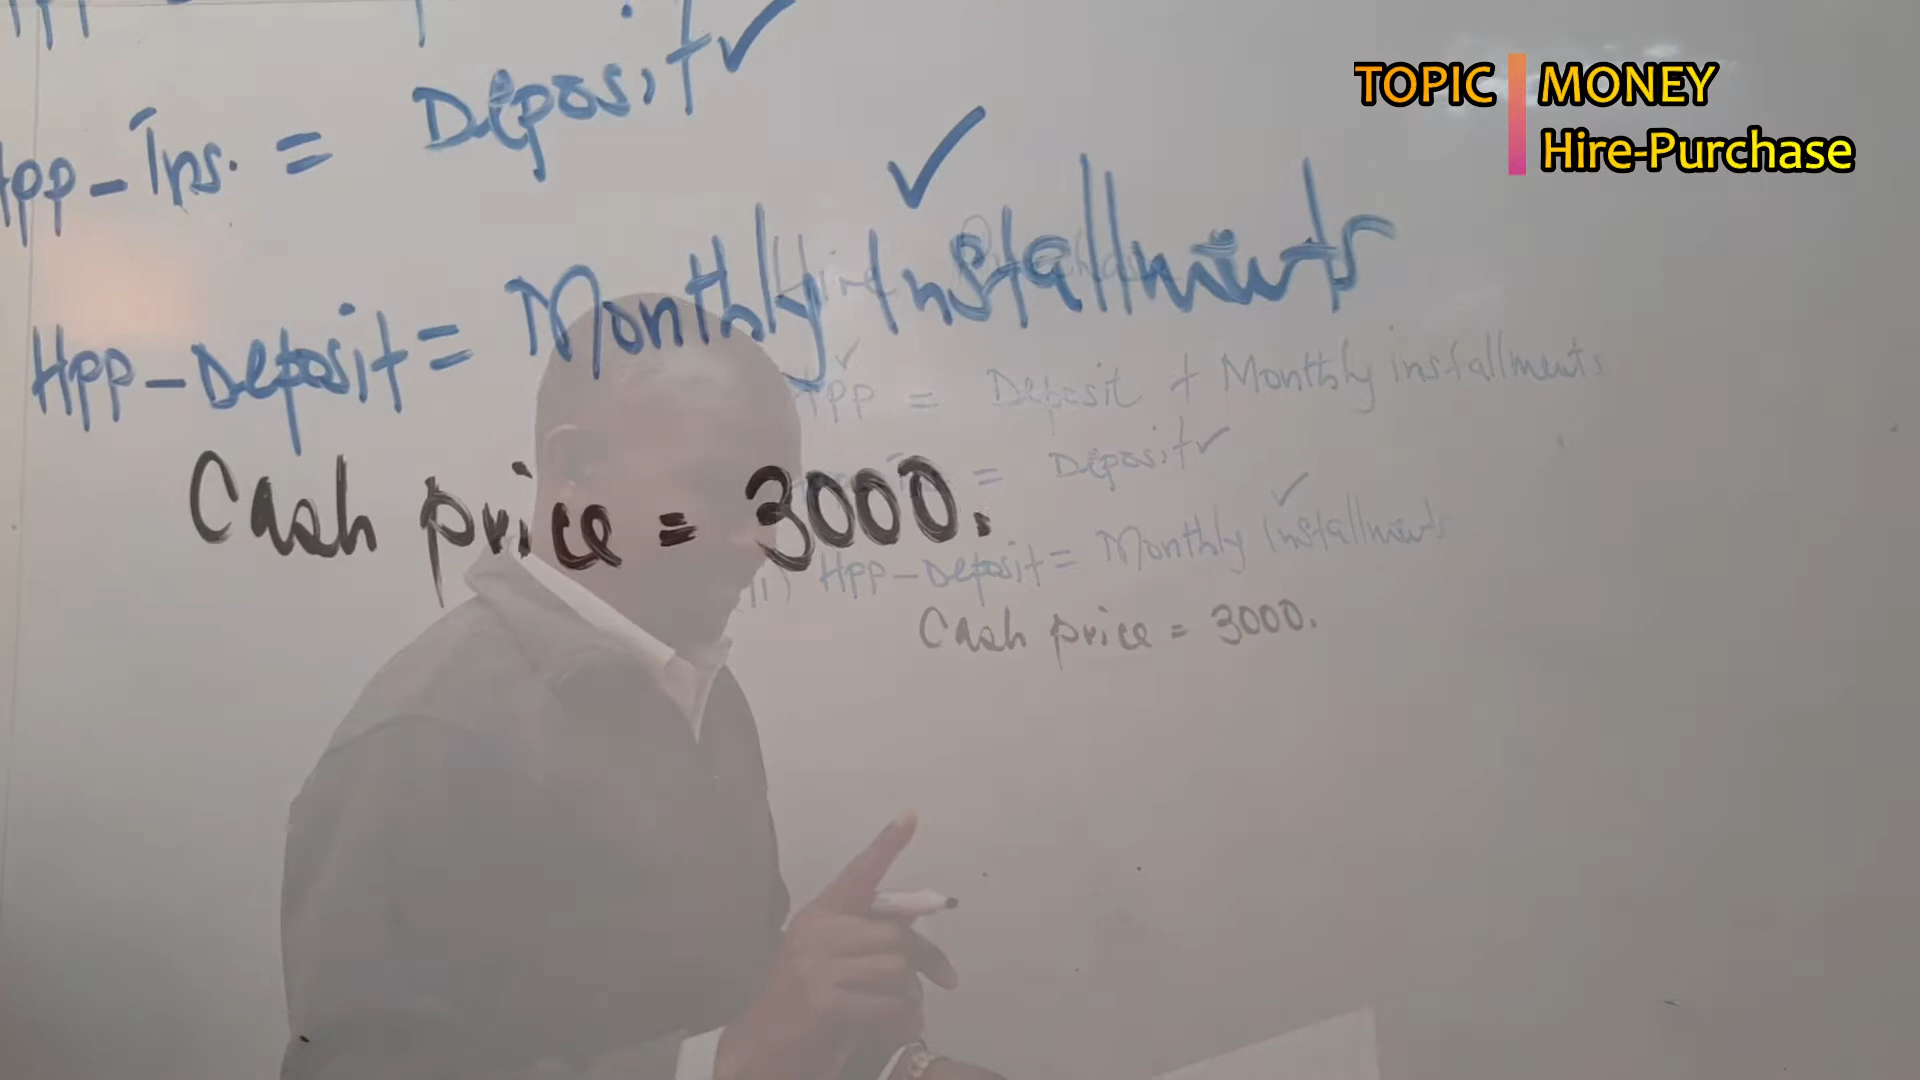 TOPIC MONEY
Hire-Purchase
Hpp - Ins. = Deposit ✓
Hpp - Deposit = Monthly Installments ✓
Cash price = 3000.
Hpp = Deposit + Monthly installments
= Deposit ✓
Hpp - Deposit = Monthly Installments ✓
Cash price = 3000.